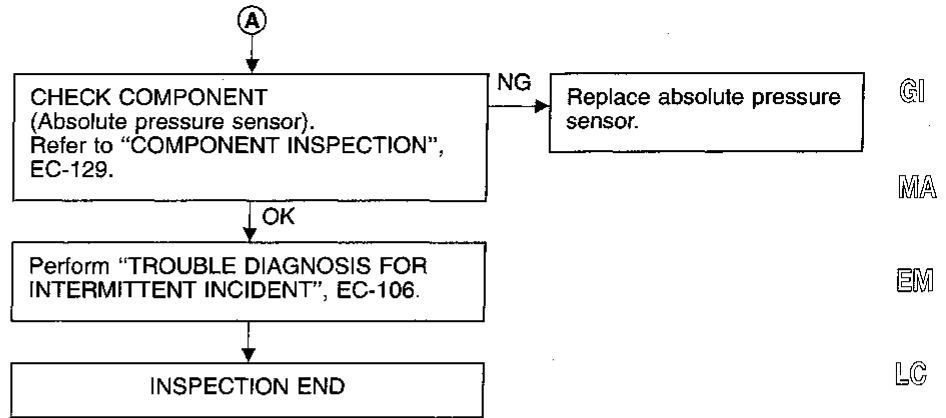 A
CHECK COMPONENT
(Absolute pressure sensor).
Refer to "COMPONENT INSPECTION",
EC-129.
NG
Replace absolute pressure
sensor.
OK
Perform "TROUBLE DIAGNOSIS FOR
INTERMITTENT INCIDENT", EC-106.
INSPECTION END
GI
MA
EM
LC